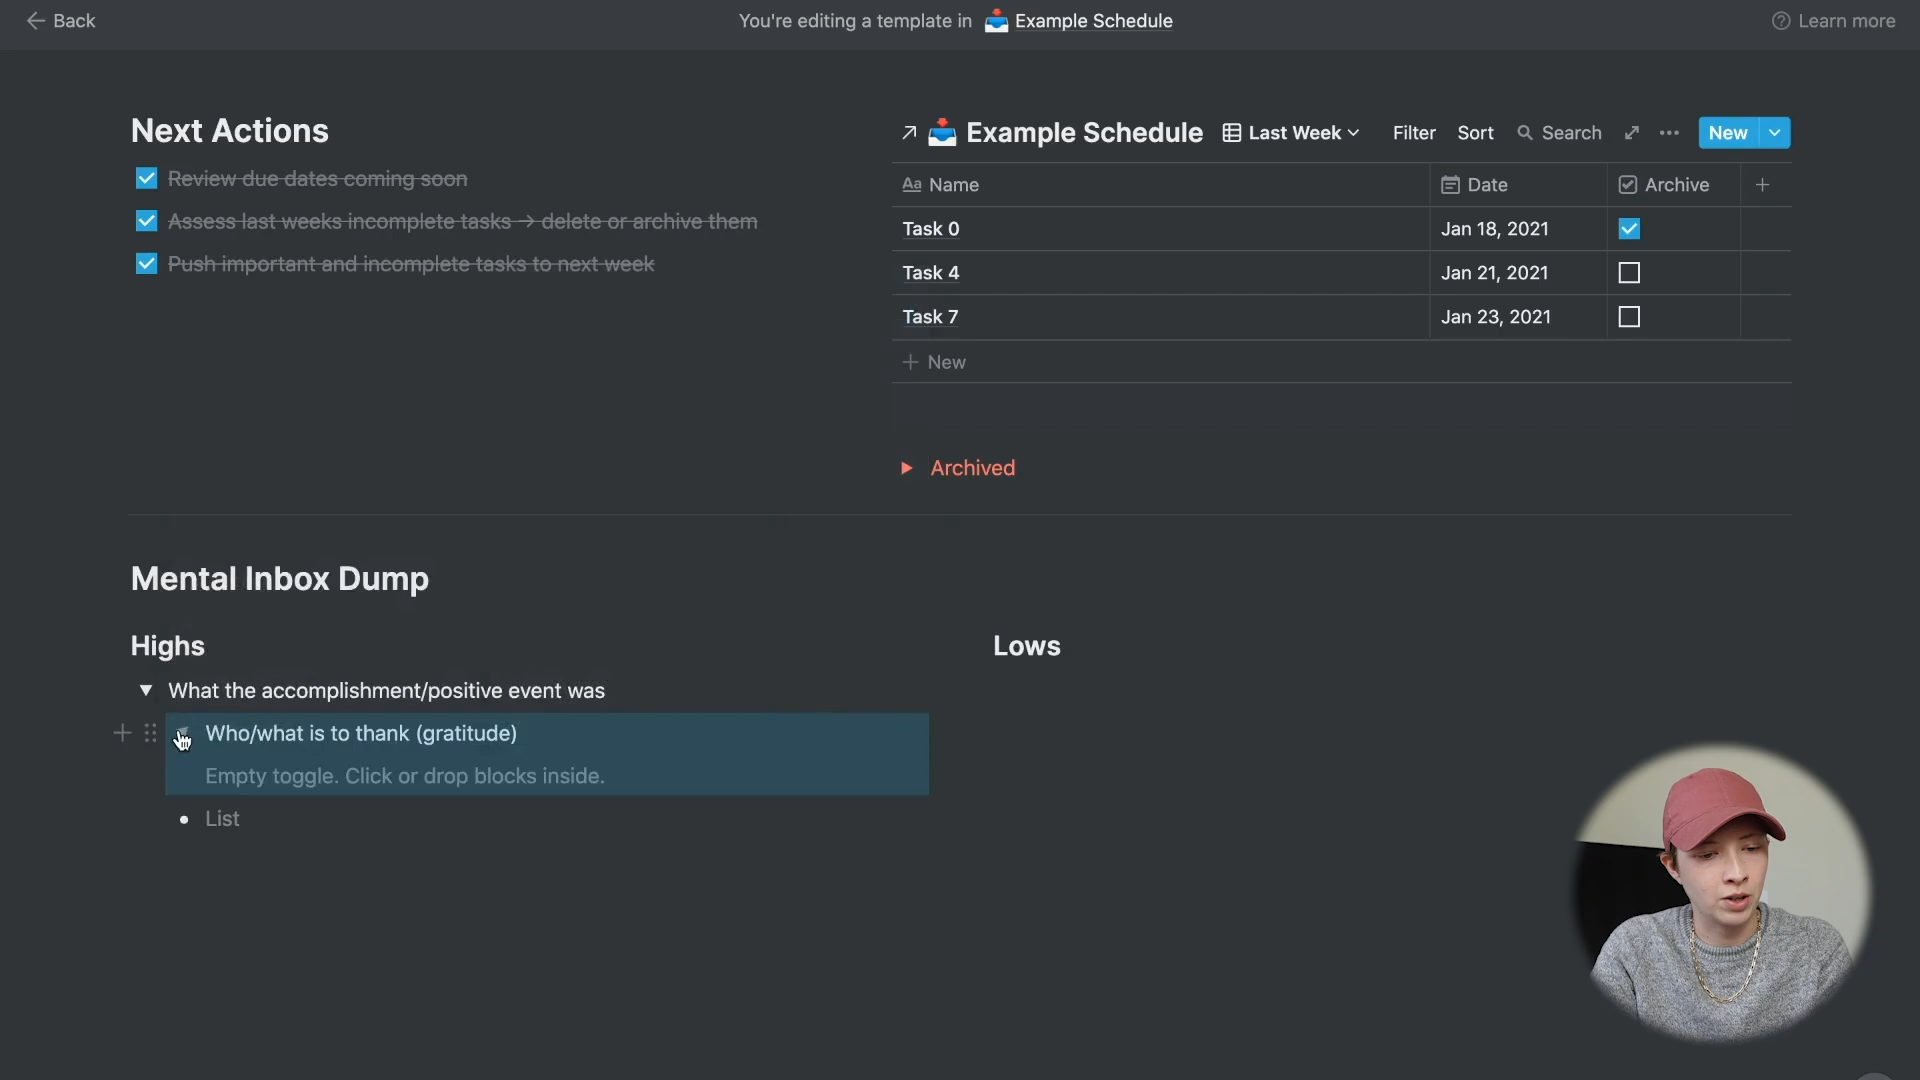 Back
You're editing a template in Example Schedule
Learn more
Next Actions
Review due dates coming soon
Assess last weeks incomplete tasks → delete or archive them
Push important and incomplete tasks to next week
Example Schedule
Last Week
Filter
Sort
Search
New
Aa Name
Date
Archive
Task 0
Jan 18, 2021
Task 4
Jan 21, 2021
Task 7
Jan 23, 2021
New
Archived
Mental Inbox Dump
Highs
What the accomplishment/positive event was
Who/what is to thank (gratitude)
Empty toggle. Click or drop blocks inside.
List
Lows